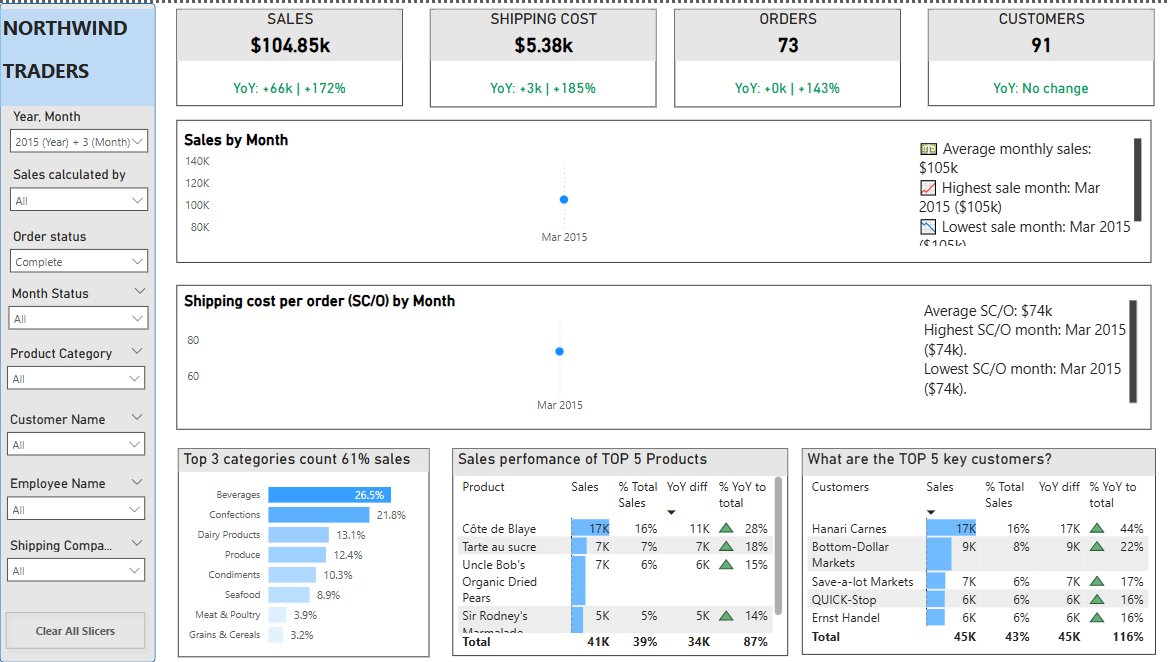 NORTHWIND
TRADERS
Year, Month
2015 (Year) + 3 (Month)
Sales calculated by
All
Order status
Complete
Month Status
All
Product Category
All
Customer Name
All
Employee Name
All
Shipping Compa...
All
Clear All Slicers
SALES
$104.85k
YoY: +66k | +172%
SHIPPING COST
$5.38k
YoY: +3k | +185%
ORDERS
73
YoY: +0k | +143%
CUSTOMERS
91
YoY: No change
Sales by Month
140K
120K
100K
80K
Mar 2015
Average monthly sales:
$105k
Highest sale month: Mar
2015 ($105k)
Lowest sale month: Mar 2015
($105k)
Shipping cost per order (SC/O) by Month
80
60
Mar 2015
Average SC/O: $74k
Highest SC/O month: Mar 2015
($74k).
Lowest SC/O month: Mar 2015
($74k).
Top 3 categories count 61% sales
Beverages 26.5%
Confections 21.8%
Dairy Products 13.1%
Produce 12.4%
Condiments 10.3%
Seafood 8.9%
Meat & Poultry 3.9%
Grains & Cereals 3.2%
Sales perfomance of TOP 5 Products
Product Sales % Total YoY diff % YoY to
Sales total
Côte de Blaye 17K 16% 11K 28%
Tarte au sucre 7K 7% 7K 18%
Uncle Bob's 7K 6% 6K 15%
Organic Dried
Pears
Sir Rodney's 5K 5% 5K 14%
Marmalade
Total 41K 39% 34K 87%
What are the TOP 5 key customers?
Customers Sales % Total YoY diff % YoY to
Sales total
Hanari Carnes 17K 16% 17K 44%
Bottom-Dollar 9K 8% 9K 22%
Markets
Save-a-lot Markets 7K 6% 7K 17%
QUICK-Stop 6K 6% 6K 16%
Ernst Handel 6K 6% 6K 16%
Total 45K 43% 45K 116%